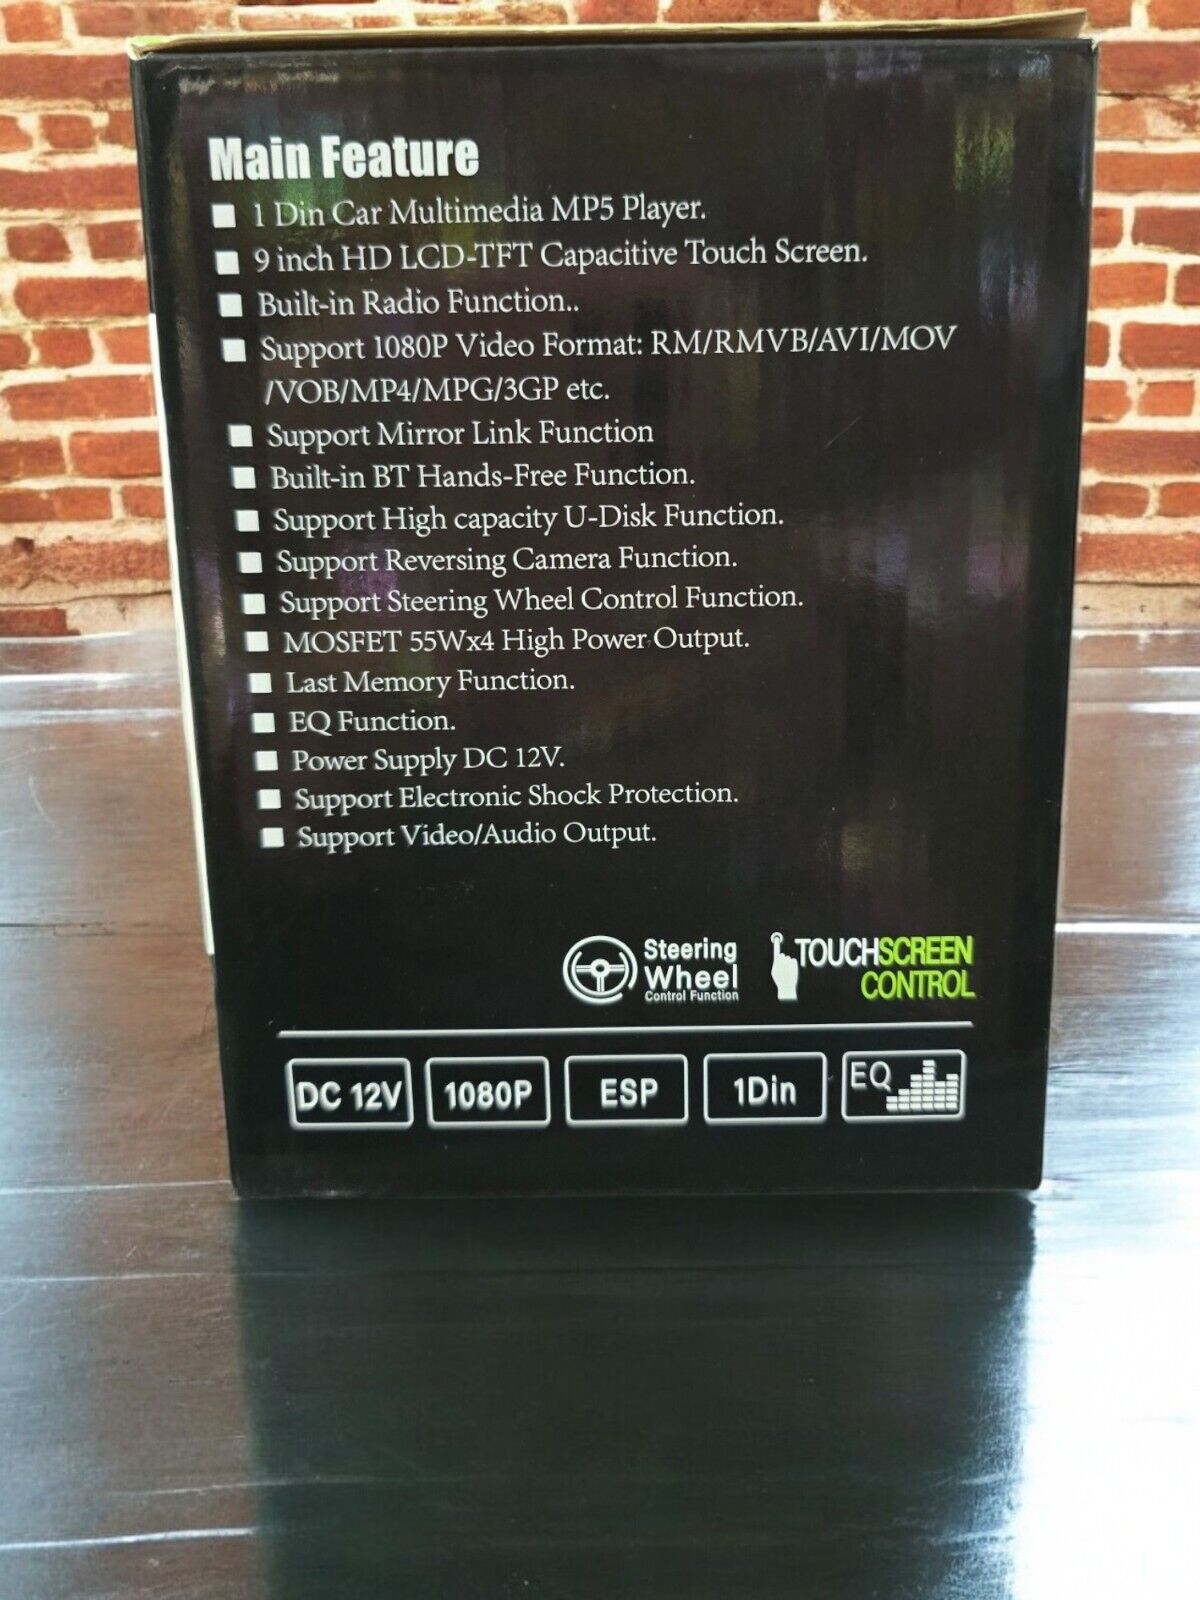 Main Feature
1 Din Car Multimedia MP5 Player.
9 inch HD LCD-TFT Capacitive Touch Screen.
Built-in Radio Function..
Support 1080P Video Format: RM/RMVB/AVI/MOV
/VOB/MP4/MPG/3GP etc.
Support Mirror Link Function
Built-in BT Hands-Free Function.
Support High capacity U-Disk Function.
Support Reversing Camera Function.
Support Steering Wheel Control Function.
MOSFET 55Wx4 High Power Output.
Last Memory Function.
EQ Function.
Power Supply DC 12V.
Support Electronic Shock Protection.
Support Video/Audio Output.
Steering
Wheel
Control Function
TOUCHSCREEN
CONTROL
DC 12V
1080P
ESP
1Din
EQ